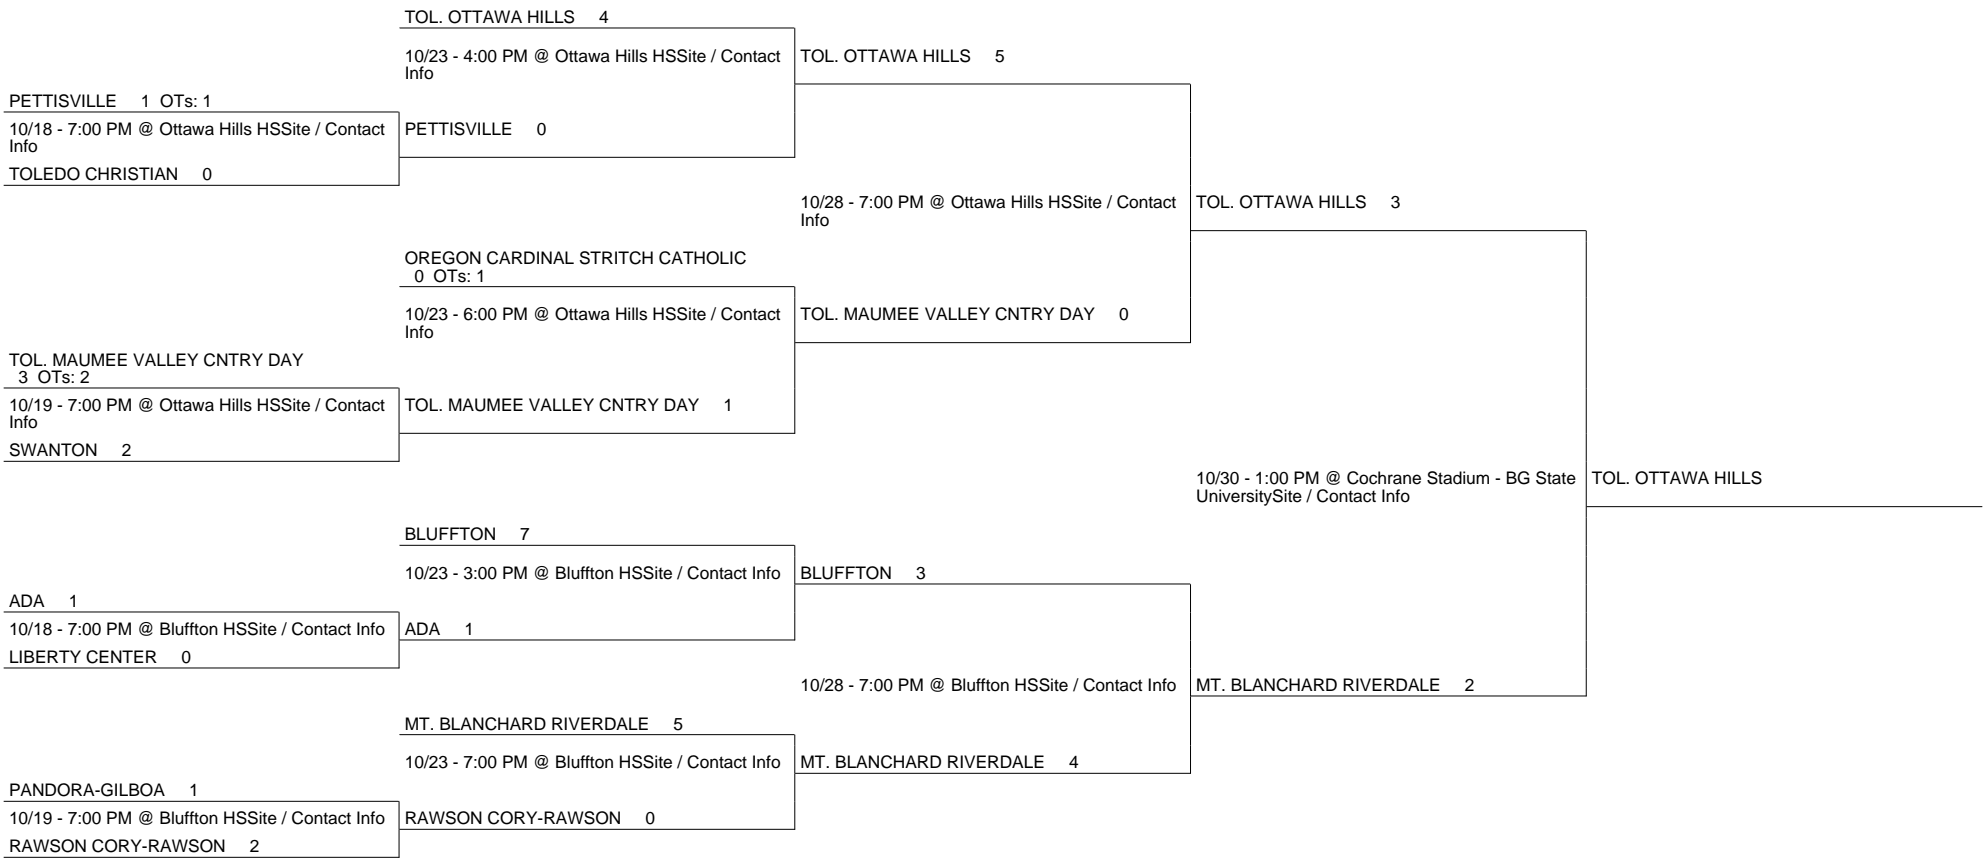 TOL. OTTAWA HILLS 4
10/23 - 4:00 PM @ Ottawa Hills HSSite / Contact
Info
TOL. OTTAWA HILLS 5
PETTISVILLE 1 OTs: 1
10/18 - 7:00 PM @ Ottawa Hills HSSite / Contact
Info
PETTISVILLE 0
TOLEDO CHRISTIAN 0
10/28 - 7:00 PM @ Ottawa Hills HSSite / Contact
Info
TOL. OTTAWA HILLS 3
OREGON CARDINAL STRITCH CATHOLIC
0 OTs: 1
10/23 - 6:00 PM @ Ottawa Hills HSSite / Contact
Info
TOL. MAUMEE VALLEY CNTRY DAY 0
TOL. MAUMEE VALLEY CNTRY DAY
3 OTs: 2
10/19 - 7:00 PM @ Ottawa Hills HSSite / Contact
Info
TOL. MAUMEE VALLEY CNTRY DAY 1
SWANTON 2
10/30 - 1:00 PM @ Cochrane Stadium - BG State
UniversitySite / Contact Info
TOL. OTTAWA HILLS
BLUFFTON 7
10/23 - 3:00 PM @ Bluffton HSSite / Contact Info
BLUFFTON 3
ADA 1
10/18 - 7:00 PM @ Bluffton HSSite / Contact Info
ADA 1
LIBERTY CENTER 0
10/28 - 7:00 PM @ Bluffton HSSite / Contact Info
MT. BLANCHARD RIVERDALE 2
MT. BLANCHARD RIVERDALE 5
10/23 - 7:00 PM @ Bluffton HSSite / Contact Info
MT. BLANCHARD RIVERDALE 4
PANDORA-GILBOA 1
10/19 - 7:00 PM @ Bluffton HSSite / Contact Info
RAWSON CORY-RAWSON 0
RAWSON CORY-RAWSON 2